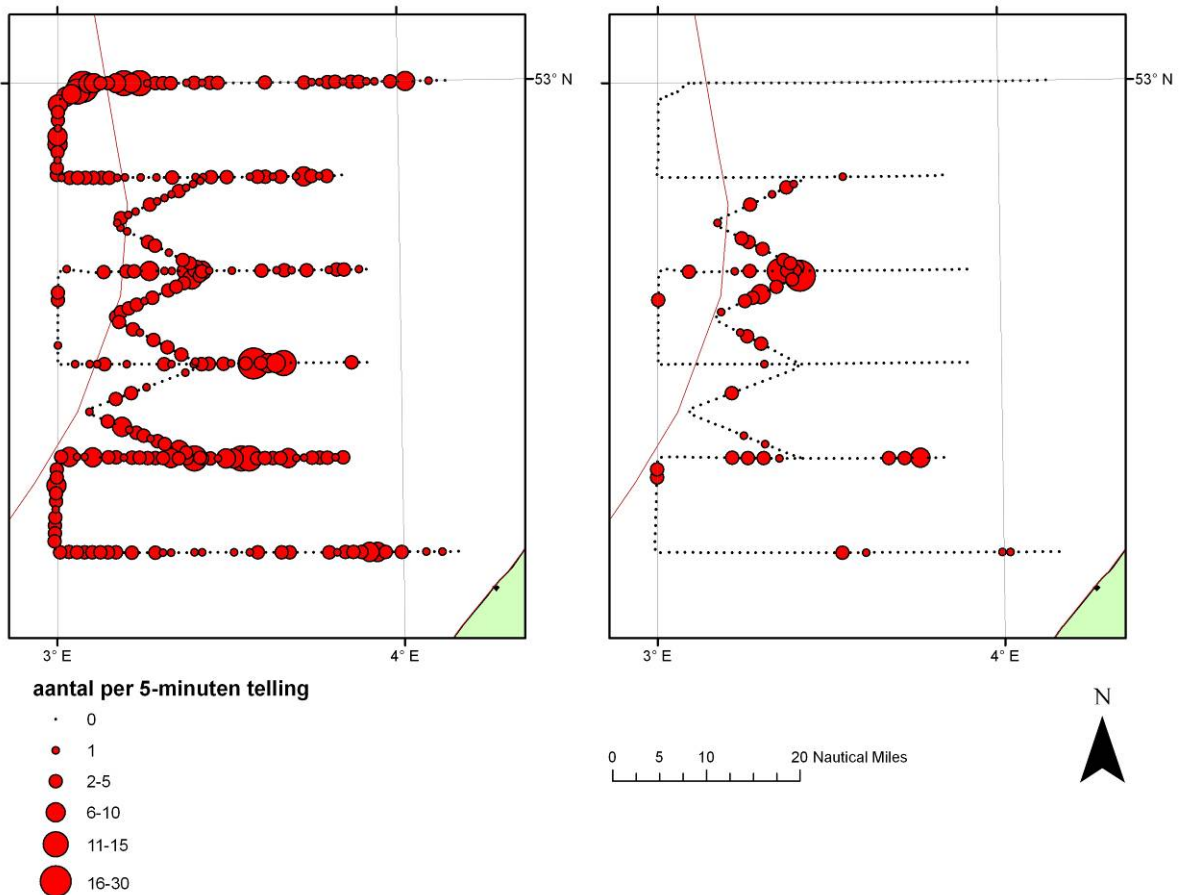 53° N
53° N
3° E
4° E
3° E
4° E
aantal per 5-minuten telling
0
1
2-5
6-10
11-15
16-30
0 5 10 20 Nautical Miles
N